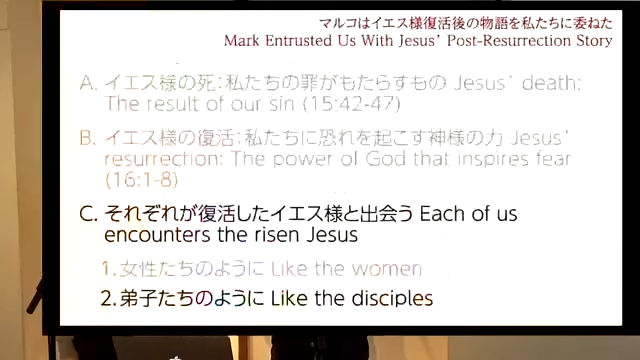 マルコはイエス様復活後の物語を私たちに委ねた
Mark Entrusted Us With Jesus' Post-Resurrection Story
A. イエス様の死：私たちの罪がもたらすもの Jesus' death:
The result of our sin (15:42-47)
B. イエス様の復活：私たちに恐れを起こす神様の力 Jesus'
resurrection: The power of God that inspires fear
(16:1-8)
C. それぞれが復活したイエス様と出会う Each of us
encounters the risen Jesus
1. 女性たちのように Like the women
2. 弟子たちのように Like the disciples